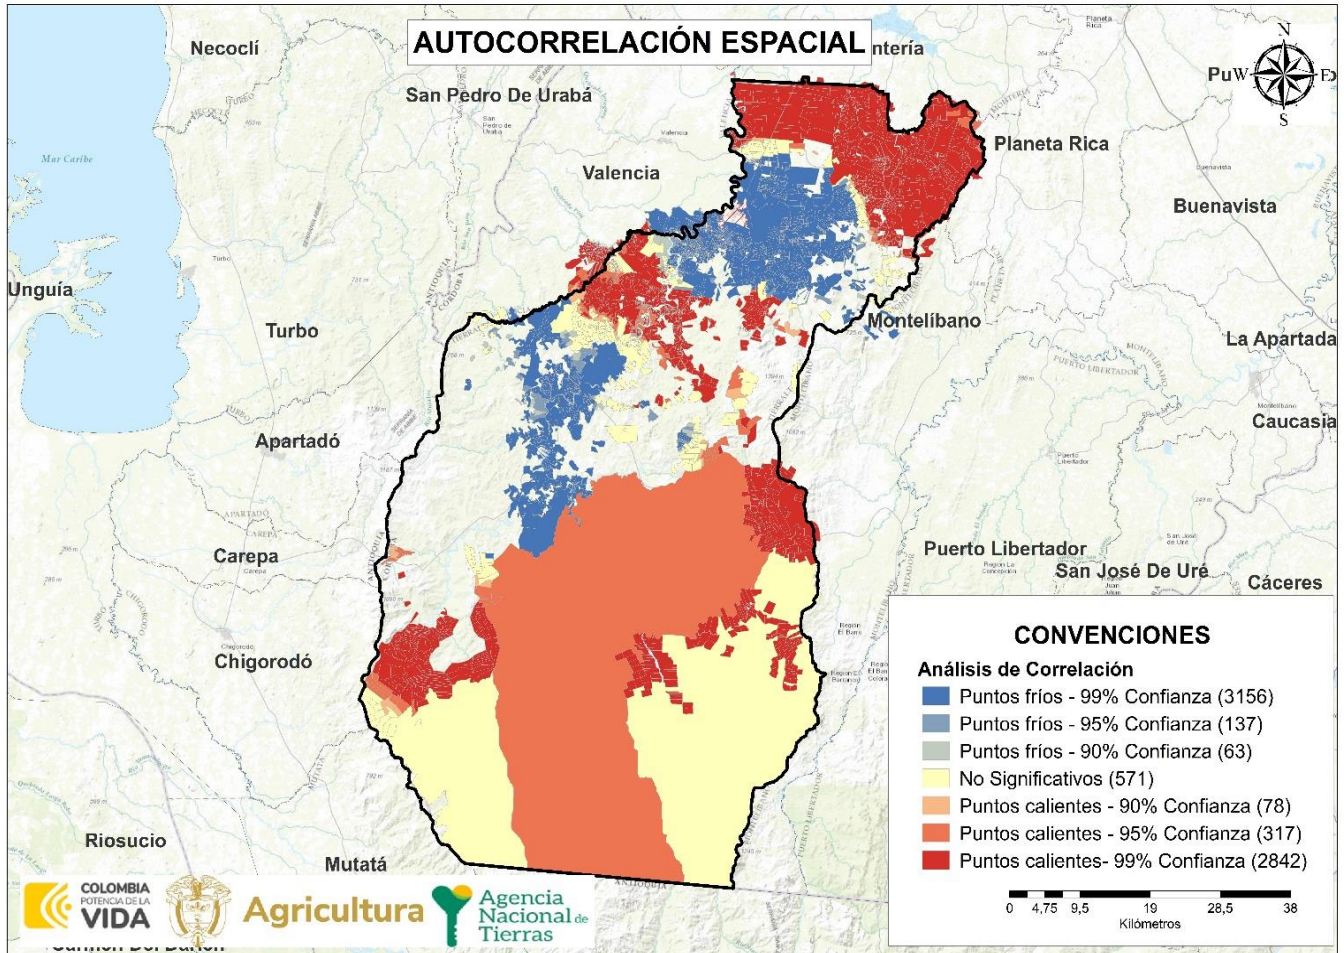 AUTOCORRELACIÓN ESPACIAL
Necoclí
ntería
San Pedro De Urabá
N
W
E
S
Pu
Planeta Rica
Valencia
Buenavista
Mar Caribe
Unguía
Turbo
Montelíbano
La Apartada
Apartadó
Caucasia
Carepa
Puerto Libertador
San José De Uré
Cáceres
Chigorodó
Riosucio
Mutatá
CONVENCIONES
Análisis de Correlación
Puntos fríos - 99% Confianza (3156)
Puntos fríos - 95% Confianza (137)
Puntos fríos - 90% Confianza (63)
No Significativos (571)
Puntos calientes - 90% Confianza (78)
Puntos calientes - 95% Confianza (317)
Puntos calientes- 99% Confianza (2842)
0 4,75 9,5 19 28,5 38
Kilómetros
COLOMBIA
POTENCIA DE LA
VIDA
Agricultura
Agencia
Nacional de
Tierras